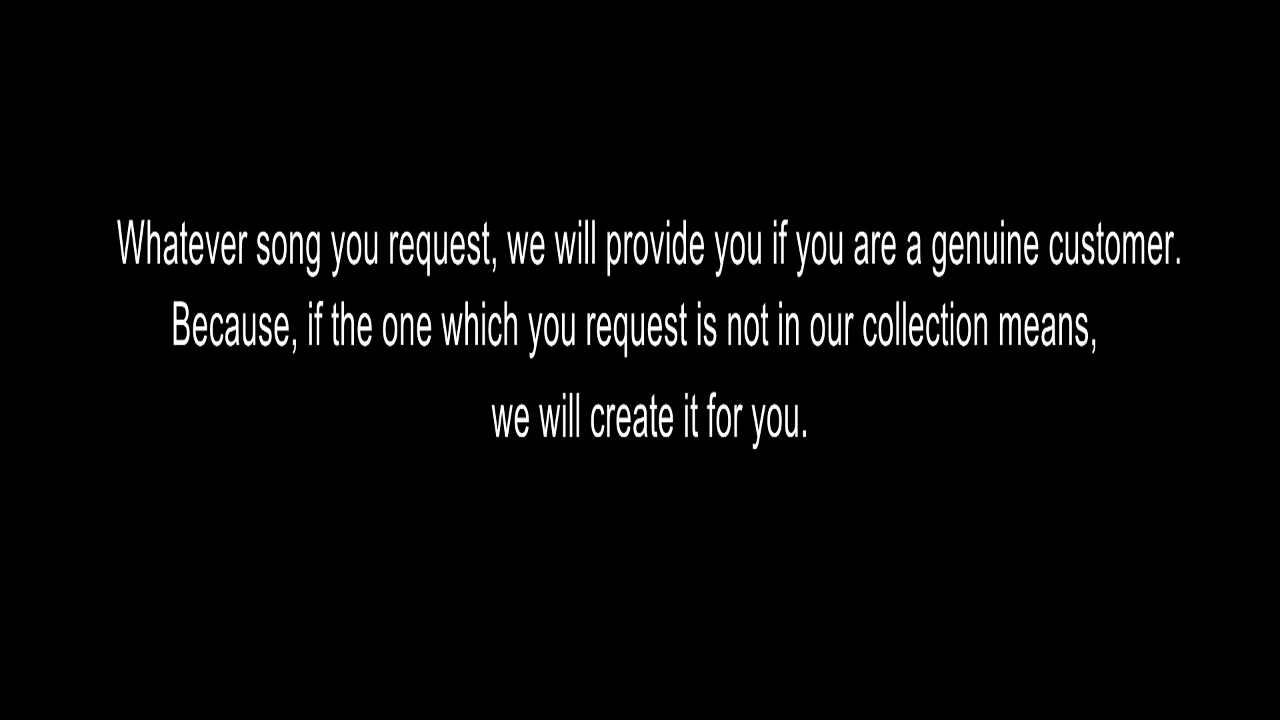 Whatever song you request, we will provide you if you are a genuine customer.
Because, if the one which you request is not in our collection means,
we will create it for you.